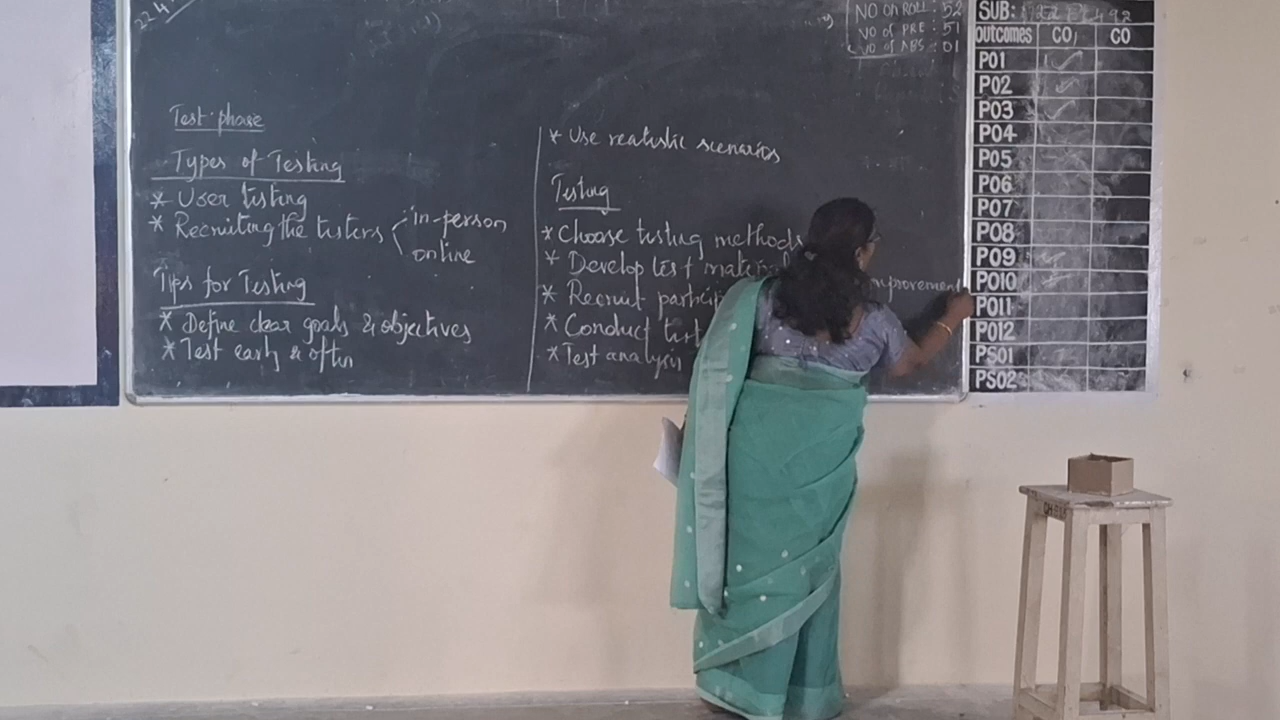 22.4
NO ON ROLL : 52
NO of PRE : 51
NO of ABS : 01
Test phase
Types of Testing
* User testing
* Recruiting the testers
in-person
online
Tips for Testing
* Define clear goals & objectives
* Test early & often
* Use realistic scenarios
Testing
* Choose testing methods
* Develop test
* Recruit
* Conduct
* Test analysis
improvement
SUB:
OUTCOMES CO1 CO
PO1 ✓
PO2 ✓
PO3 ✓
PO4
PO5
PO6
PO7
PO8
PO9 ✓
PO10 ✓
PO11
PO12
PSO1
PSO2